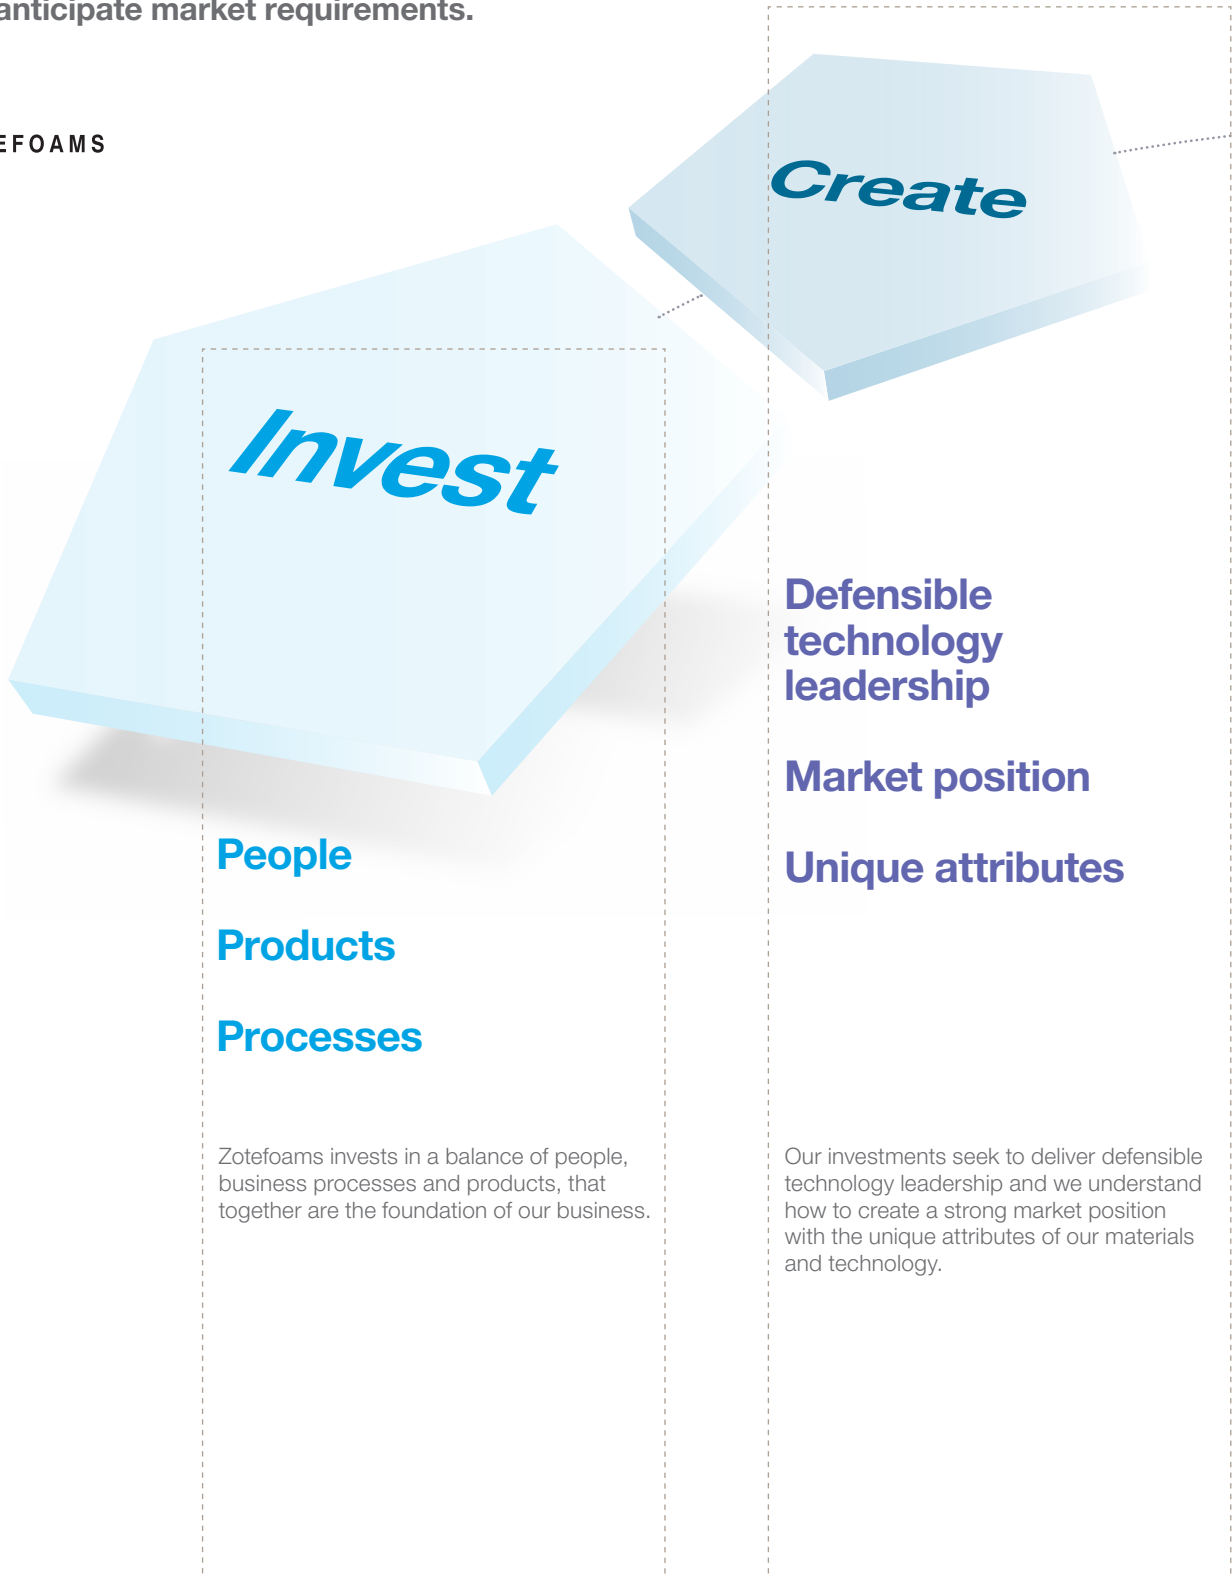 anticipate market requirements.
EFOAMS
Create
Invest
Defensible
technology
leadership
Market position
Unique attributes
People
Products
Processes
Zotefoams invests in a balance of people,
business processes and products, that
together are the foundation of our business.
Our investments seek to deliver defensible
technology leadership and we understand
how to create a strong market position
with the unique attributes of our materials
and technology.